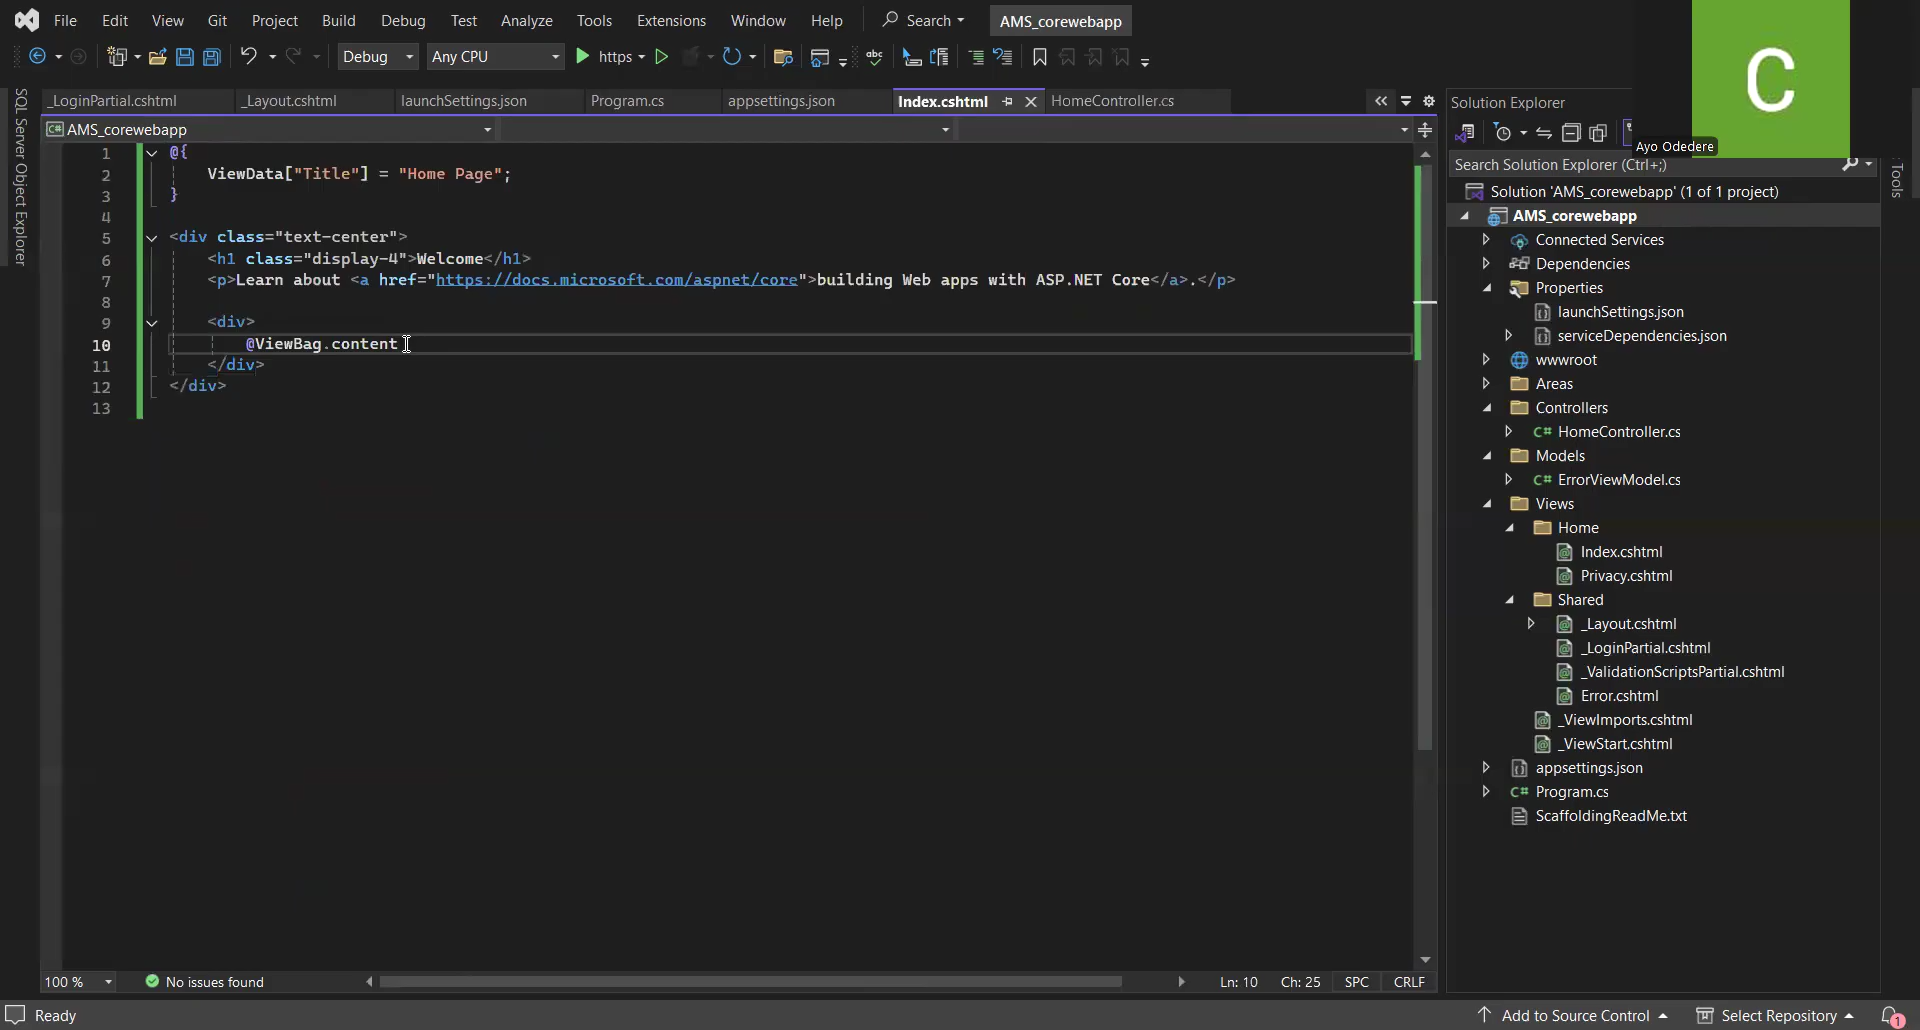 File Edit View Git Project Build Debug Test Analyze Tools Extensions Window Help Search AMS_corewebapp
Debug Any CPU https
C
Ayo Odedere
SQL Server Object Explorer
_LoginPartial.cshtml _Layout.cshtml launchSettings.json Program.cs appsettings.json Index.cshtml HomeController.cs
AMS_corewebapp
1 @{
2 ViewData["Title"] = "Home Page";
3 }
4
5 <div class="text-center">
6 <h1 class="display-4">Welcome</h1>
7 <p>Learn about <a href="https://docs.microsoft.com/aspnet/core">building Web apps with ASP.NET Core</a>.</p>
8
9 <div>
10 @ViewBag.content
11 </div>
12 </div>
13
100 % No issues found Ln: 10 Ch: 25 SPC CRLF
Solution Explorer
Search Solution Explorer (Ctrl+;)
Solution 'AMS_corewebapp' (1 of 1 project)
AMS_corewebapp
Connected Services
Dependencies
Properties
launchSettings.json
serviceDependencies.json
wwwroot
Areas
Controllers
C# HomeController.cs
Models
C# ErrorViewModel.cs
Views
Home
Index.cshtml
Privacy.cshtml
Shared
_Layout.cshtml
_LoginPartial.cshtml
_ValidationScriptsPartial.cshtml
Error.cshtml
_ViewImports.cshtml
_ViewStart.cshtml
appsettings.json
C# Program.cs
ScaffoldingReadMe.txt
Tools
Ready Add to Source Control Select Repository 1